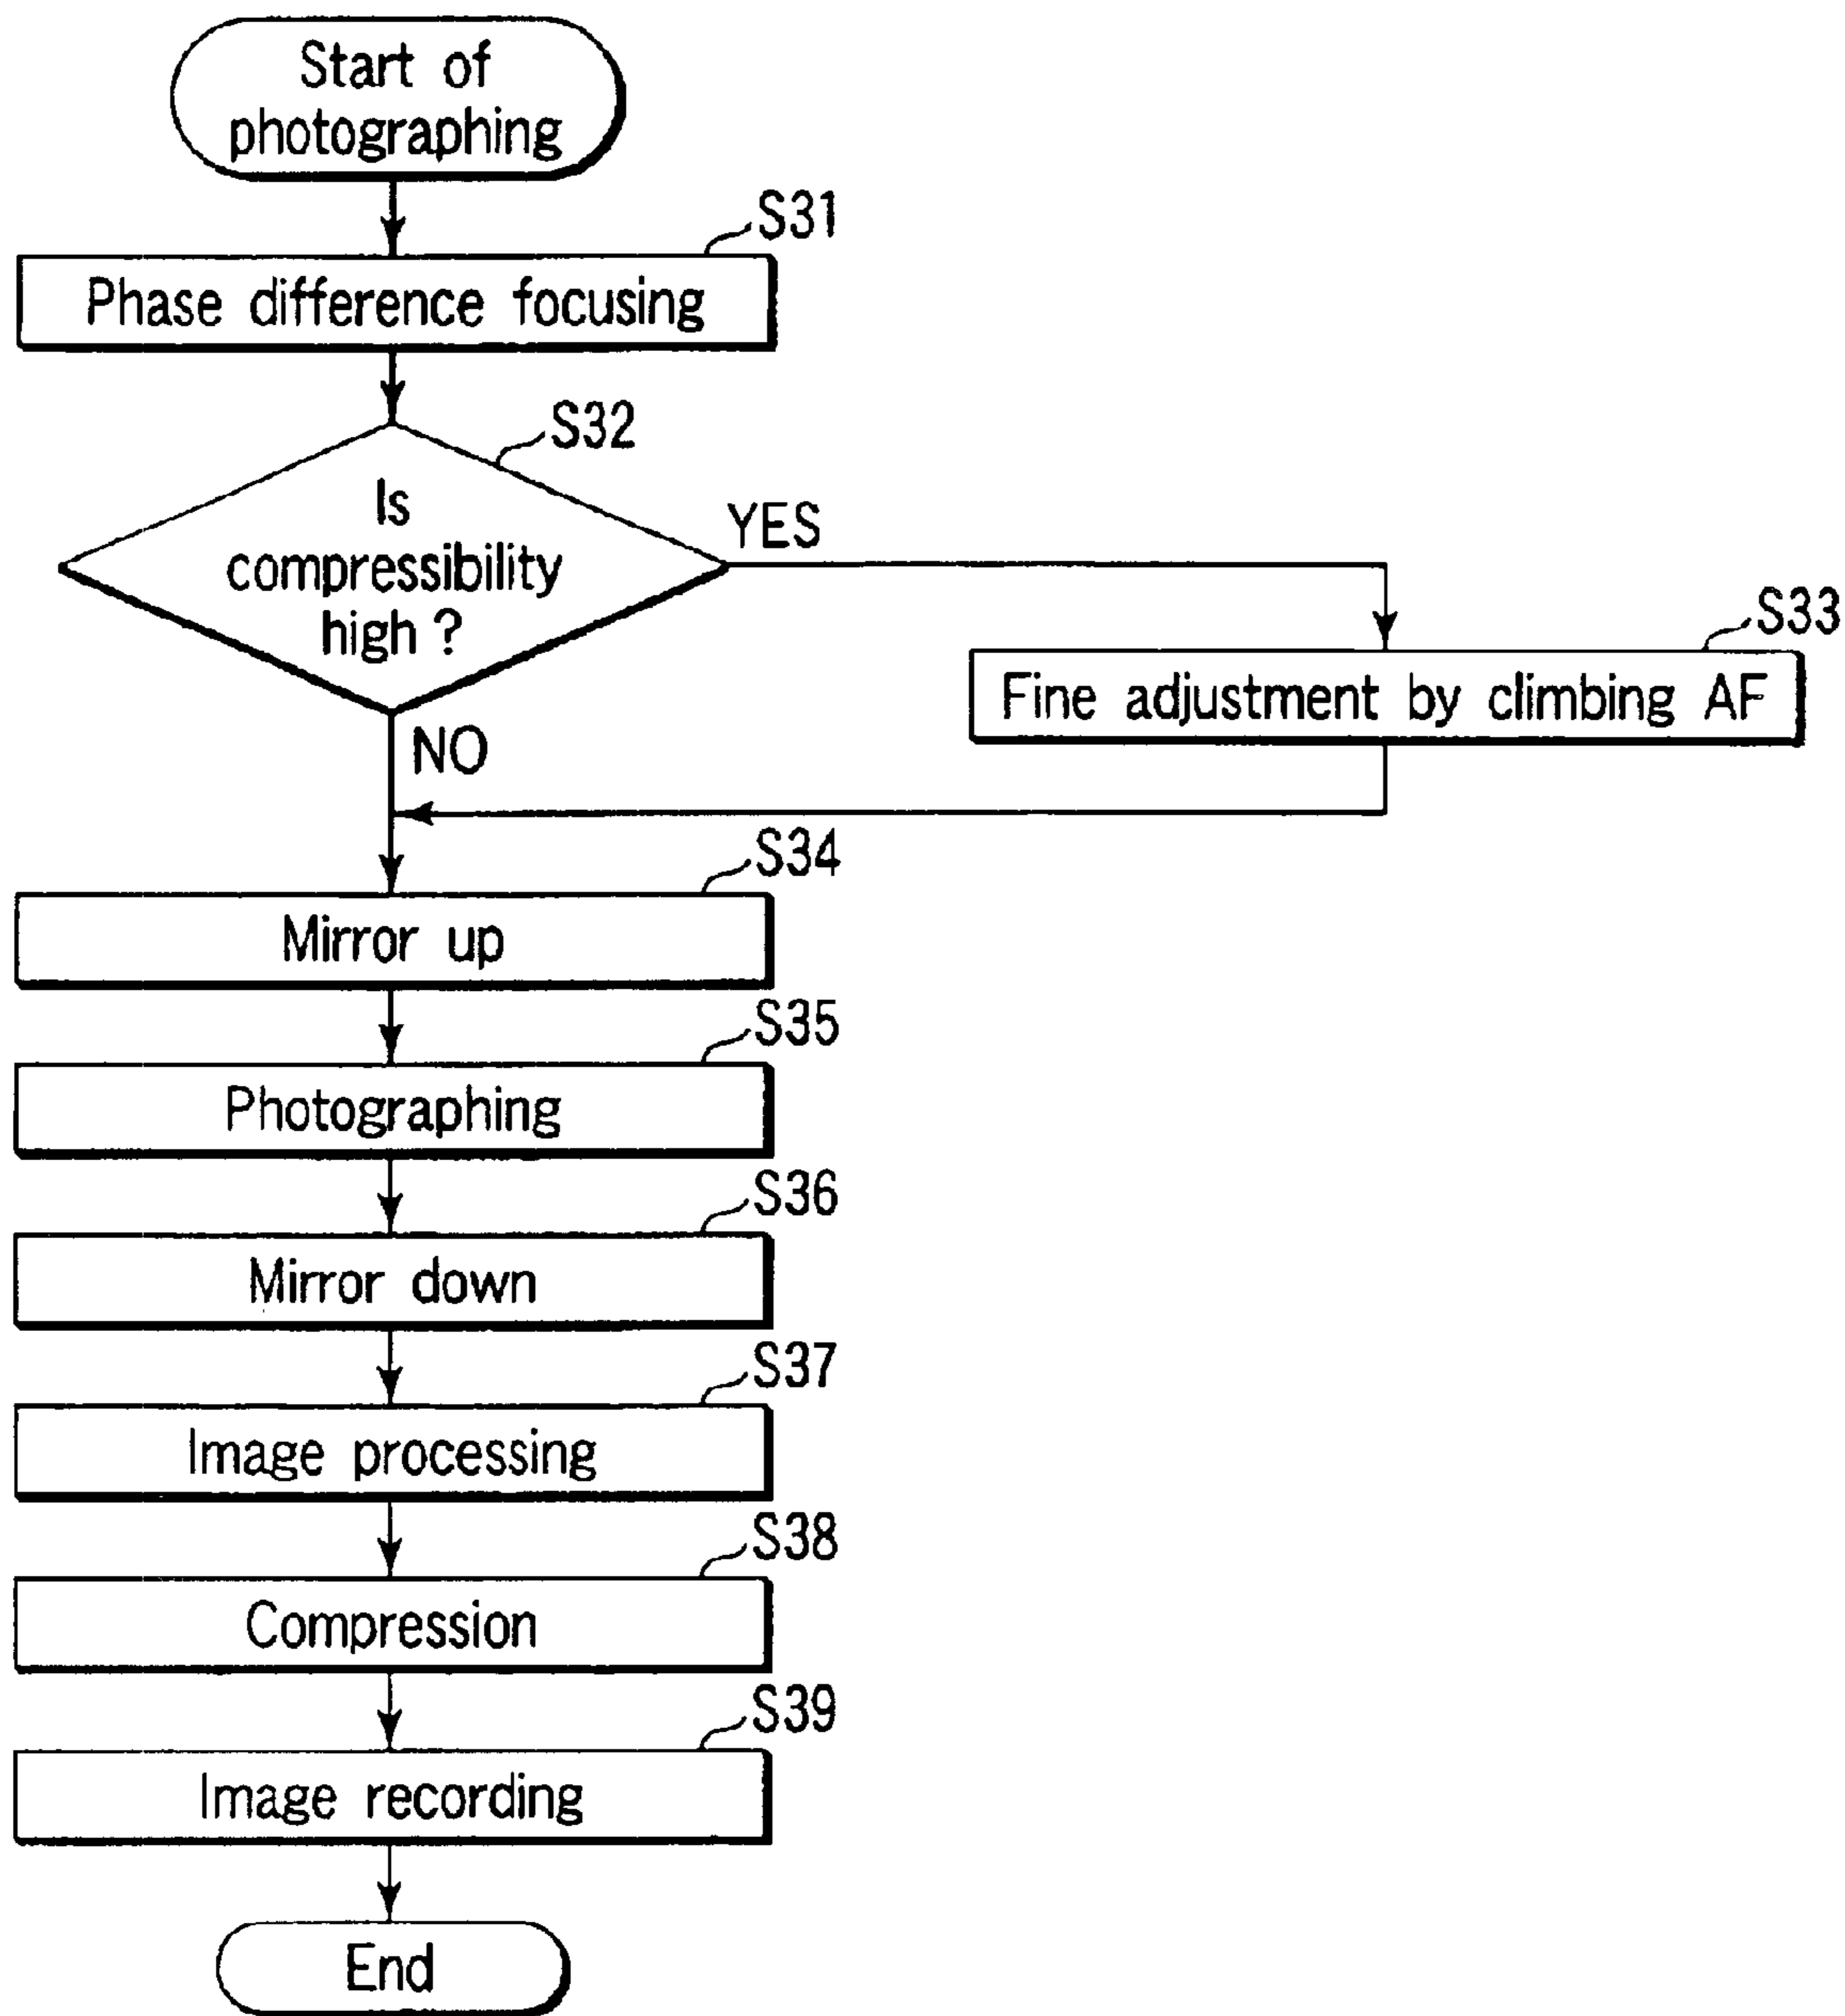 Start of
photographing
S31
Phase difference focusing
S32
Is
compressibility
high ?
YES
S33
Fine adjustment by climbing AF
NO
S34
Mirror up
S35
Photographing
S36
Mirror down
S37
Image processing
S38
Compression
S39
Image recording
End